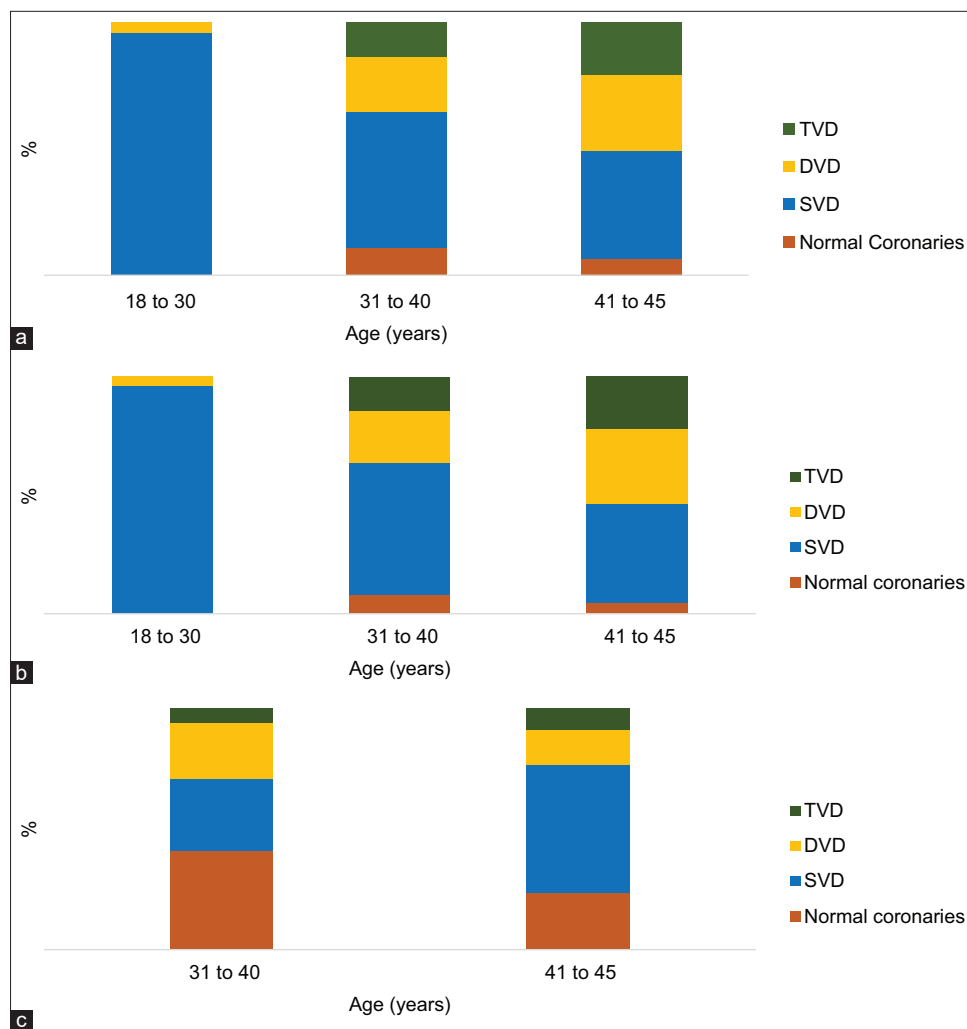 %
TVD
DVD
SVD
Normal Coronaries
18 to 30
31 to 40
41 to 45
Age (years)
a
%
TVD
DVD
SVD
Normal coronaries
18 to 30
31 to 40
41 to 45
Age (years)
b
%
TVD
DVD
SVD
Normal coronaries
31 to 40
41 to 45
Age (years)
c